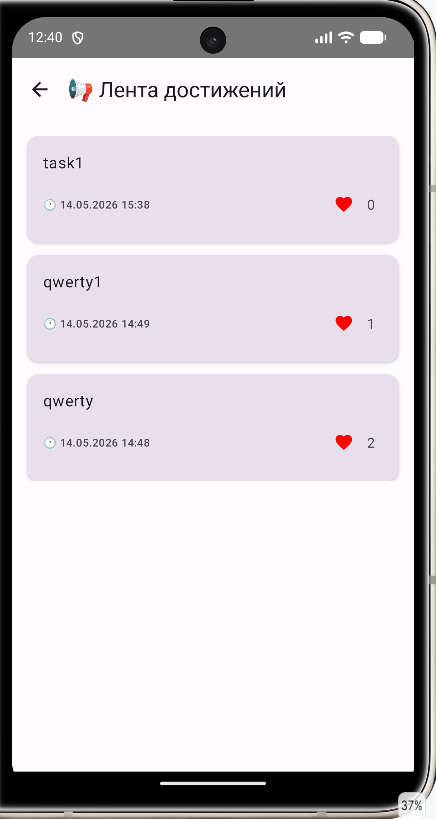 12:40
📢 Лента достижений
task1
🕐 14.05.2026 15:38
0
qwerty1
🕐 14.05.2026 14:49
1
qwerty
🕐 14.05.2026 14:48
2
37%